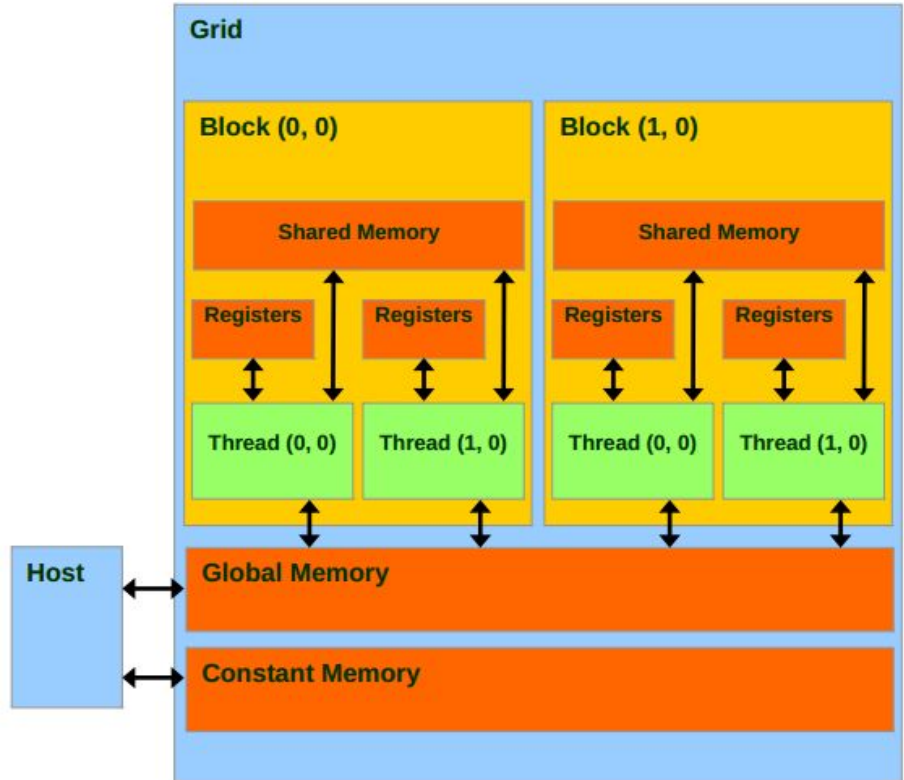 Grid
Block (0, 0)
Block (1, 0)
Shared Memory
Shared Memory
Registers
Registers
Registers
Registers
Thread (0, 0)
Thread (1, 0)
Thread (0, 0)
Thread (1, 0)
Host
Global Memory
Constant Memory